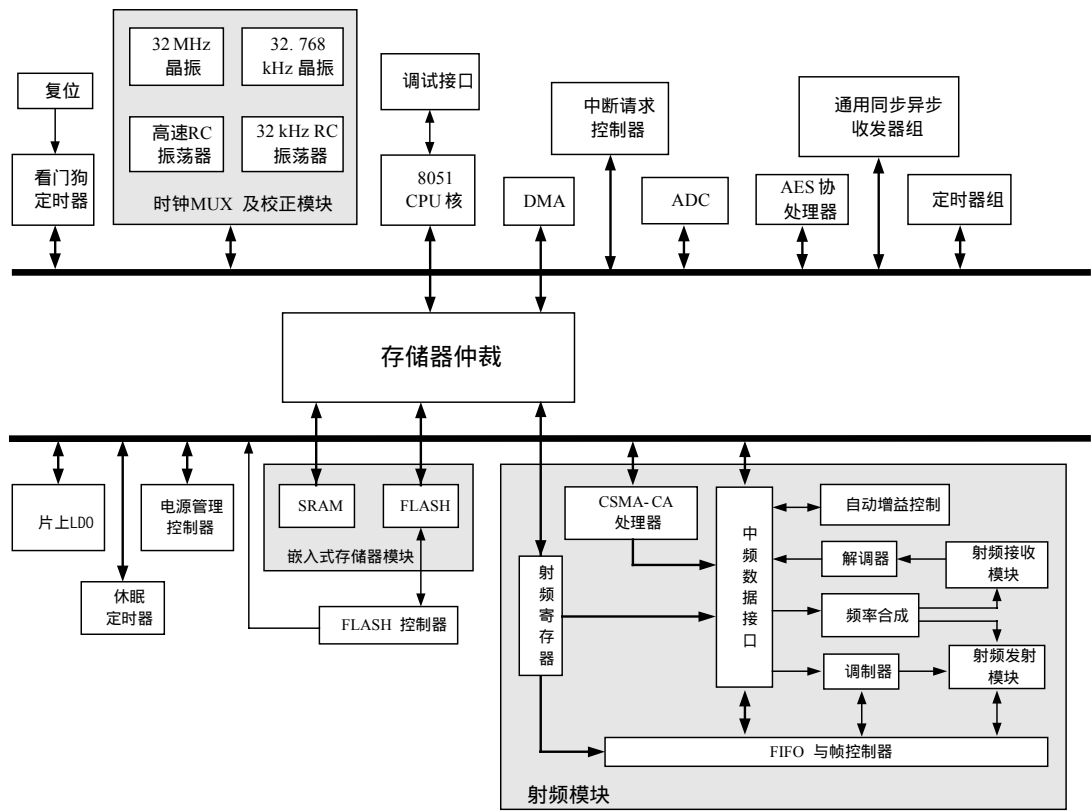 32 MHz
晶振
32. 768
kHz 晶振
高速RC
振荡器
32 kHz RC
振荡器
时钟MUX 及校正模块
复位
看门狗
定时器
调试接口
8051
CPU 核
DMA
中断请求
控制器
ADC
AES 协
处理器
通用同步异步
收发器组
定时器组
存储器仲裁
片上LDO
休眠
定时器
电源管理
控制器
SRAM
FLASH
嵌入式存储器模块
FLASH 控制器
CSMA- CA
处理器
射频寄存器
中频数据接口
自动增益控制
解调器
射频接收
模块
频率合成
调制器
射频发射
模块
FIFO 与帧控制器
射频模块